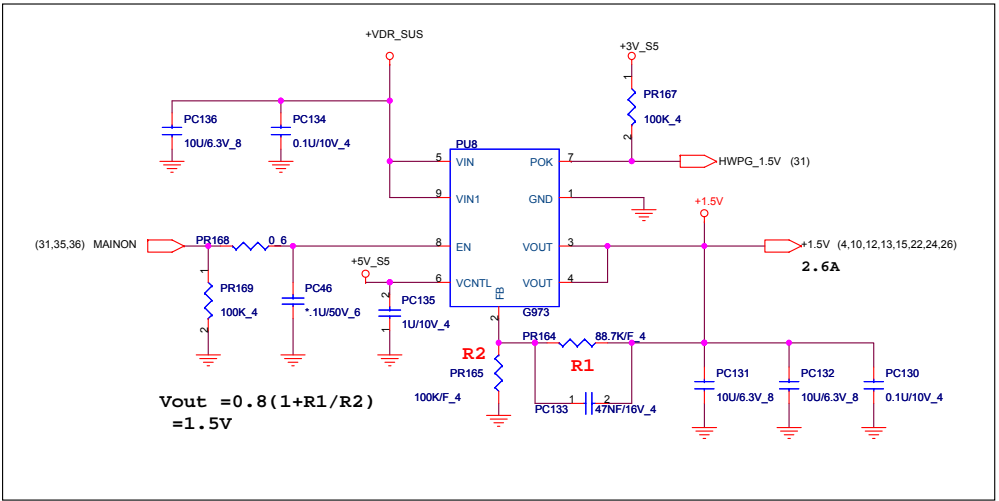 +VDR_SUS
+3V_S5
PC136
10U/6.3V_8
PC134
0.1U/10V_4
1
PR167
100K_4
2
PU8
5 VIN
POK 7
HWPG_1.5V (31)
9 VIN1
GND 1
+1.5V
(31,35,36) MAINON
PR168 0_6
8 EN
VOUT 3
+1.5V (4,10,12,13,15,22,24,26)
2.6A
+5V_S5
6 VCNTL
VOUT 4
FB
G973
2
1
PR169
100K_4
2
PC46
*.1U/50V_6
2
PC135
1U/10V_4
1
PR164 88.7K/F_4
R2
R1
PR165
100K/F_4
PC133
1 2
47NF/16V_4
PC131
10U/6.3V_8
PC132
10U/6.3V_8
PC130
0.1U/10V_4
Vout =0.8(1+R1/R2)
=1.5V